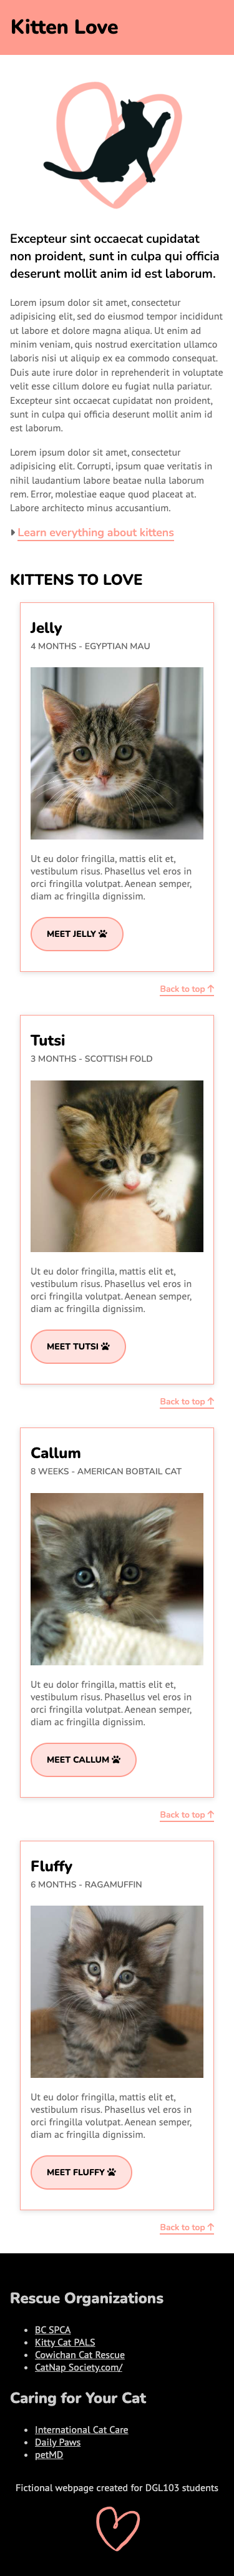 Kitten Love
Excepteur sint occaecat cupidatat
non proident, sunt in culpa qui officia
deserunt mollit anim id est laborum.
Lorem ipsum dolor sit amet, consectetur
adipisicing elit, sed do eiusmod tempor incididunt
ut labore et dolore magna aliqua. Ut enim ad
minim veniam, quis nostrud exercitation ullamco
laboris nisi ut aliquip ex ea commodo consequat.
Duis aute irure dolor in reprehenderit in voluptate
velit esse cillum dolore eu fugiat nulla pariatur.
Excepteur sint occaecat cupidatat non proident,
sunt in culpa qui officia deserunt mollit anim id
est laborum.
Lorem ipsum dolor sit amet, consectetur
adipisicing elit. Corrupti, ipsum quae veritatis in
nihil laudantium labore beatae nulla laborum
rem. Error, molestiae eaque quod placeat at.
Labore architecto minus accusantium.
Learn everything about kittens
KITTENS TO LOVE
Jelly
4 MONTHS - EGYPTIAN MAU
Ut eu dolor fringilla, mattis elit et,
vestibulum risus. Phasellus vel eros in
orci fringilla volutpat. Aenean semper,
diam ac fringilla dignissim.
MEET JELLY
Back to top ↑
Tutsi
3 MONTHS - SCOTTISH FOLD
Ut eu dolor fringilla, mattis elit et,
vestibulum risus. Phasellus vel eros in
orci fringilla volutpat. Aenean semper,
diam ac fringilla dignissim.
MEET TUTSI
Back to top ↑
Callum
8 WEEKS - AMERICAN BOBTAIL CAT
Ut eu dolor fringilla, mattis elit et,
vestibulum risus. Phasellus vel eros in
orci fringilla volutpat. Aenean semper,
diam ac fringilla dignissim.
MEET CALLUM
Back to top ↑
Fluffy
6 MONTHS - RAGAMUFFIN
Ut eu dolor fringilla, mattis elit et,
vestibulum risus. Phasellus vel eros in
orci fringilla volutpat. Aenean semper,
diam ac fringilla dignissim.
MEET FLUFFY
Back to top ↑
Rescue Organizations
• BC SPCA
• Kitty Cat PALS
• Cowichan Cat Rescue
• CatNap Society.com/
Caring for Your Cat
• International Cat Care
• Daily Paws
• petMD
Fictional webpage created for DGL103 students